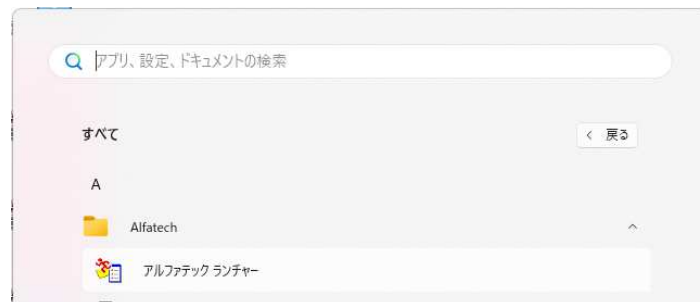 アプリ、設定、ドキュメントの検索
すべて
< 戻る
A
Alfatech
アルファテック ランチャー